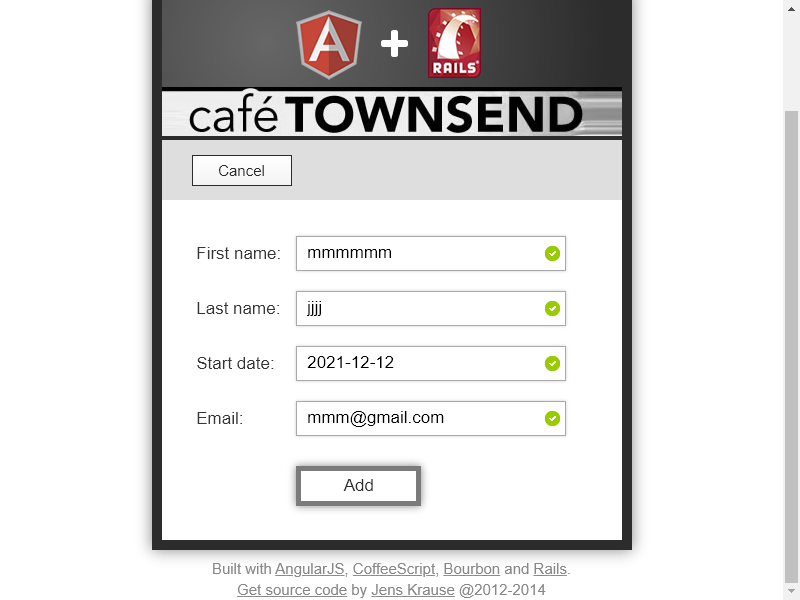 A + RAILS
café TOWNSEND
Cancel
First name: mmmmmm
Last name: jjjj
Start date: 2021-12-12
Email: mmm@gmail.com
Add
Built with AngularJS, CoffeeScript, Bourbon and Rails.
Get source code by Jens Krause @2012-2014